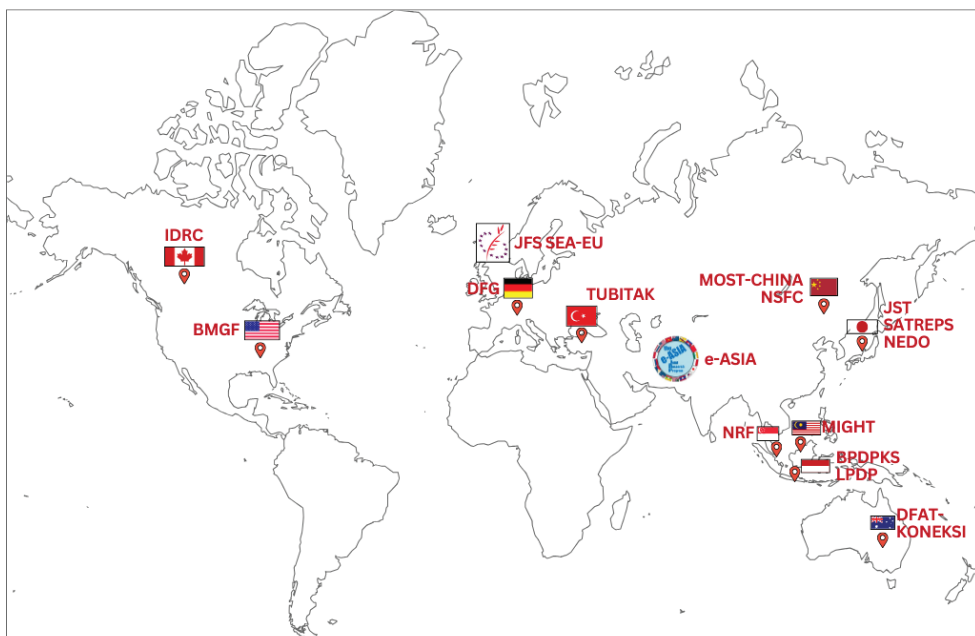 IDRC
BMGF
JFS SEA-EU
DFG
TUBITAK
e-ASIA
e-ASIA
MOST-CHINA
NSFC
JST
SATREPS
NEDO
NRF
MIGHT
BPDPKS
LPDP
DFAT-
KONEKSI